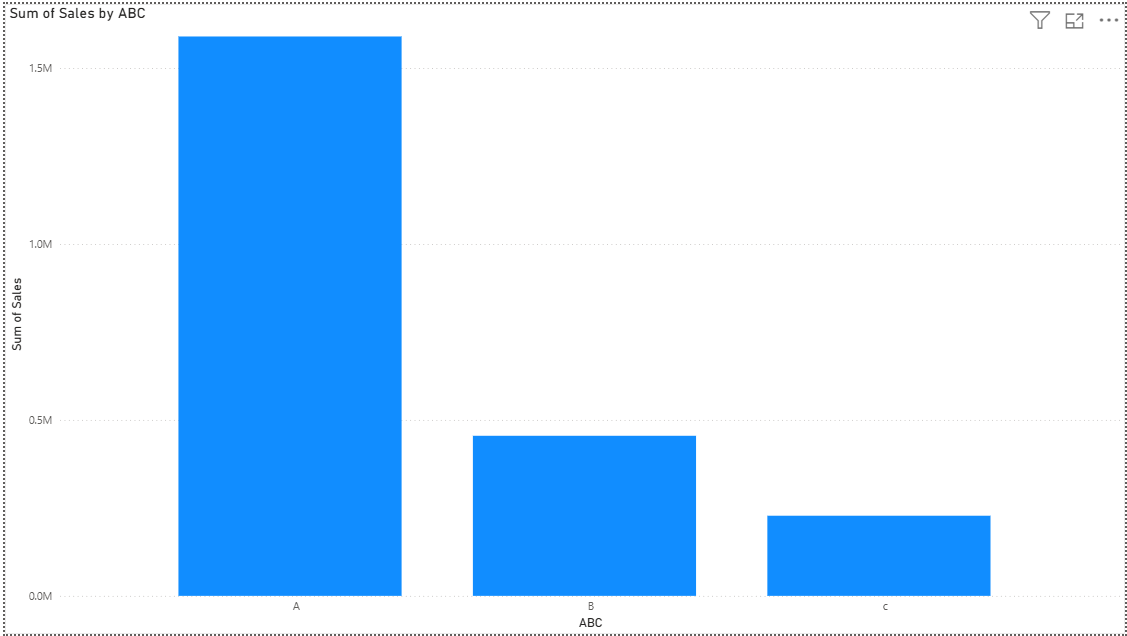 Sum of Sales by ABC
1.5M
1.0M
0.5M
0.0M
Sum of Sales
A
B
c
ABC